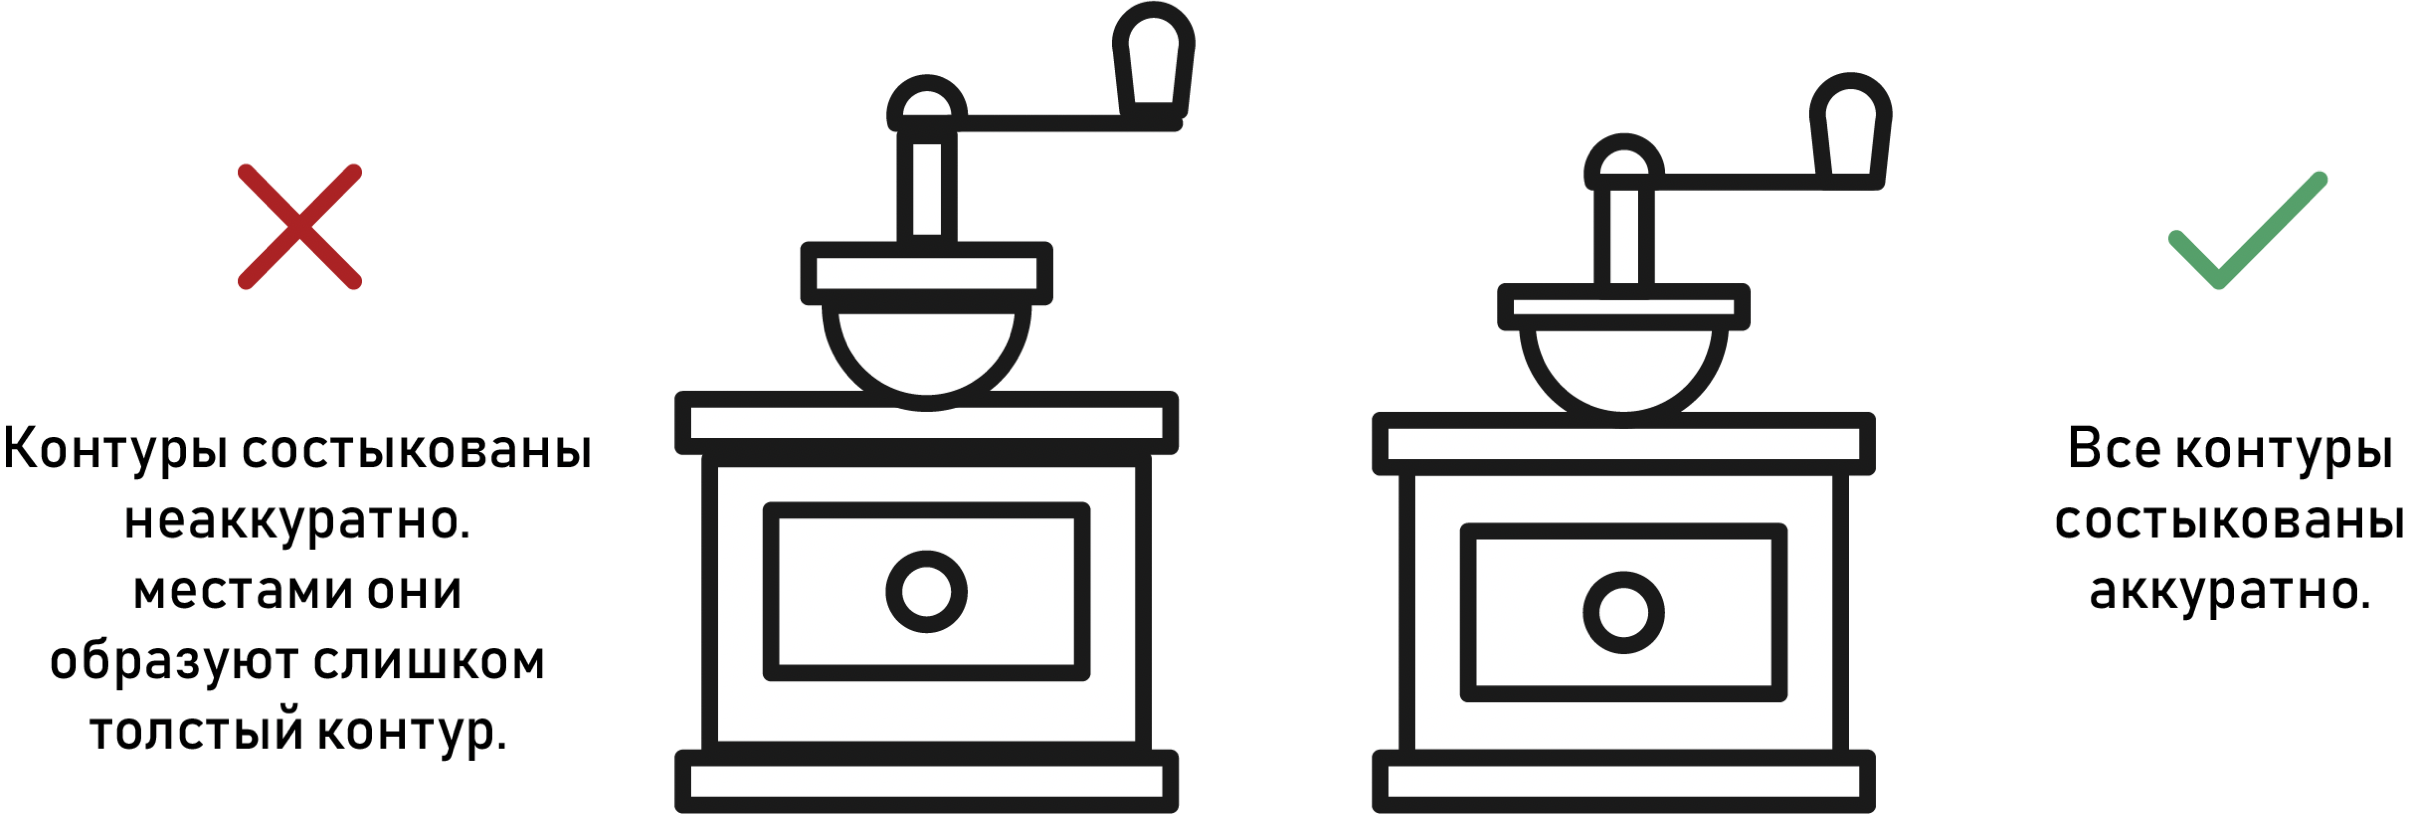 Контуры состыкованы
неаккуратно.
местами они
образуют слишком
толстый контур.
Все контуры
состыкованы
аккуратно.